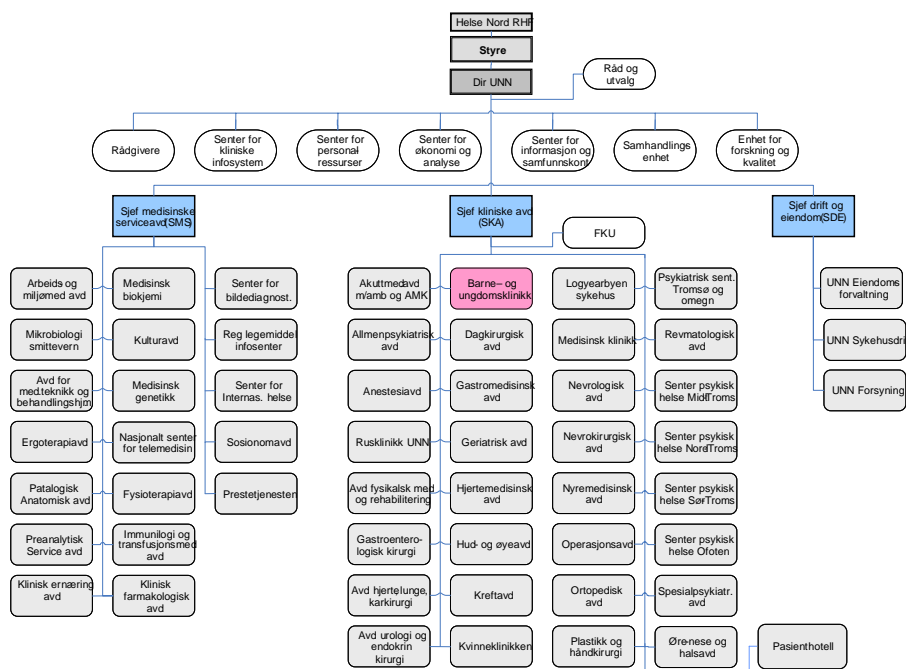 Helse Nord RHF
Styre
Dir UNN
Råd og
utvalg
Rådgivere
Senter for
kliniske
infosystem
Senter for
personal
ressurser
Senter for
økonomi og
analyse
Senter for
informasjon og
samfunnskont
Samhandlings
enhet
Enhet for
forskning og
kvalitet
Sjef medisinske
serviceavd(SMS)
Sjef kliniske avd
(SKA)
Sjef drift og
eiendom(SDE)
FKU
Arbeids og
miljømed avd
Medisinsk
biokjemi
Senter for
bildediagnost.
Mikrobiologi
smittevern
Kulturavd
Reg legemiddel
infosenter
Avd for
med.teknikk og
behandlingshjm.
Medisinsk
genetikk
Senter for
Internas. helse
Ergoterapiavd
Nasjonalt senter
for telemedisin
Sosionomavd
Patalogisk
Anatomisk avd
Fysioterapiavd
Prestetjenesten
Preanalytisk
Service avd
Immunilogi og
transfusjonsmed
avd
Klinisk ernæring
avd
Klinisk
farmakologisk
avd
Akuttmedavd
m/amb og AMK
Barne– og
ungdomsklinikk
Logyearbyen
sykehus
Psykiatrisk sent.
Tromsø og
omegn
Allmenpsykiatrisk
avd
Dagkirurgisk
avd
Medisinsk klinikk
Revmatologisk
avd
Anestesiavd
Gastromedisinsk
avd
Nevrologisk
avd
Senter psykisk
helse MidtTroms
Rusklinikk UNN
Geriatrisk avd
Nevrokirurgisk
avd
Senter psykisk
helse NordTroms
Avd fysikalsk med
og rehabilitering
Hjertemedisinsk
avd
Nyremedisinsk
avd
Senter psykisk
helse SørTroms
Gastroentero-
logisk kirurgi
Hud- og øyeavd
Operasjonsavd
Senter psykisk
helse Ofoten
Avd hjertelunge,
karkirurgi
Kreftavd
Ortopedisk
avd
Spesialpsykiatr.
avd
Avd urologi og
endokrin
kirurgi
Kvinneklinikken
Plastikk og
håndkirurgi
Øre-nese og
halsavd
UNN Eiendoms
forvaltning
UNN Sykehusdri
UNN Forsyning
Pasienthotell